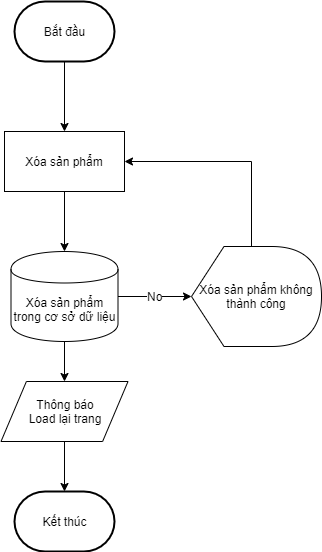 Bắt đầu
Xóa sản phẩm
Xóa sản phẩm
trong cơ sở dữ liệu
No
Xóa sản phẩm không
thành công
Thông báo
Load lại trang
Kết thúc